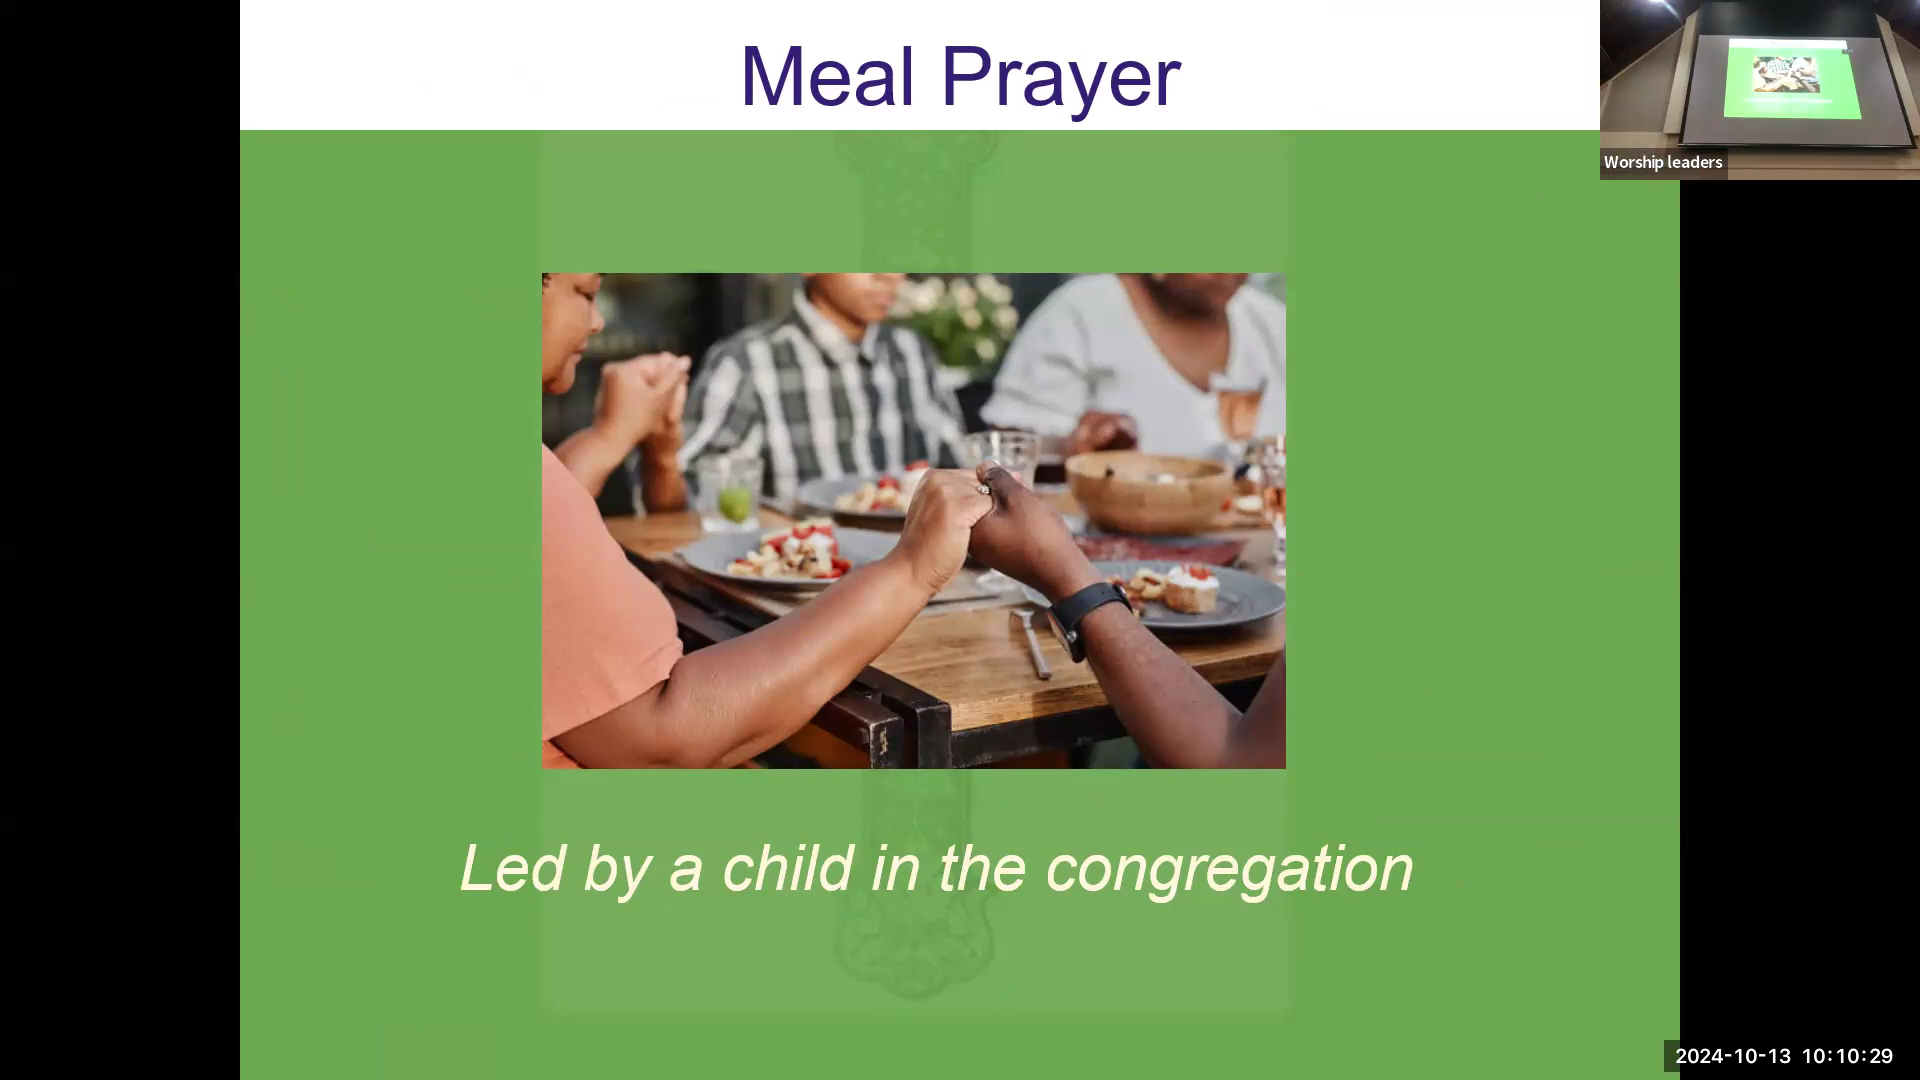 Meal Prayer
Worship leaders
Led by a child in the congregation
2024-10-13 10:10:29